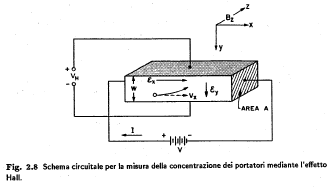 z
B_z
x
y
+
V_H
-
W
ℰ_x
V_x
ℰ_y
AREA A
I
- +
V
Fig. 2.8 Schema circuitale per la misura della concentrazione dei portatori mediante l'effetto
Hall.